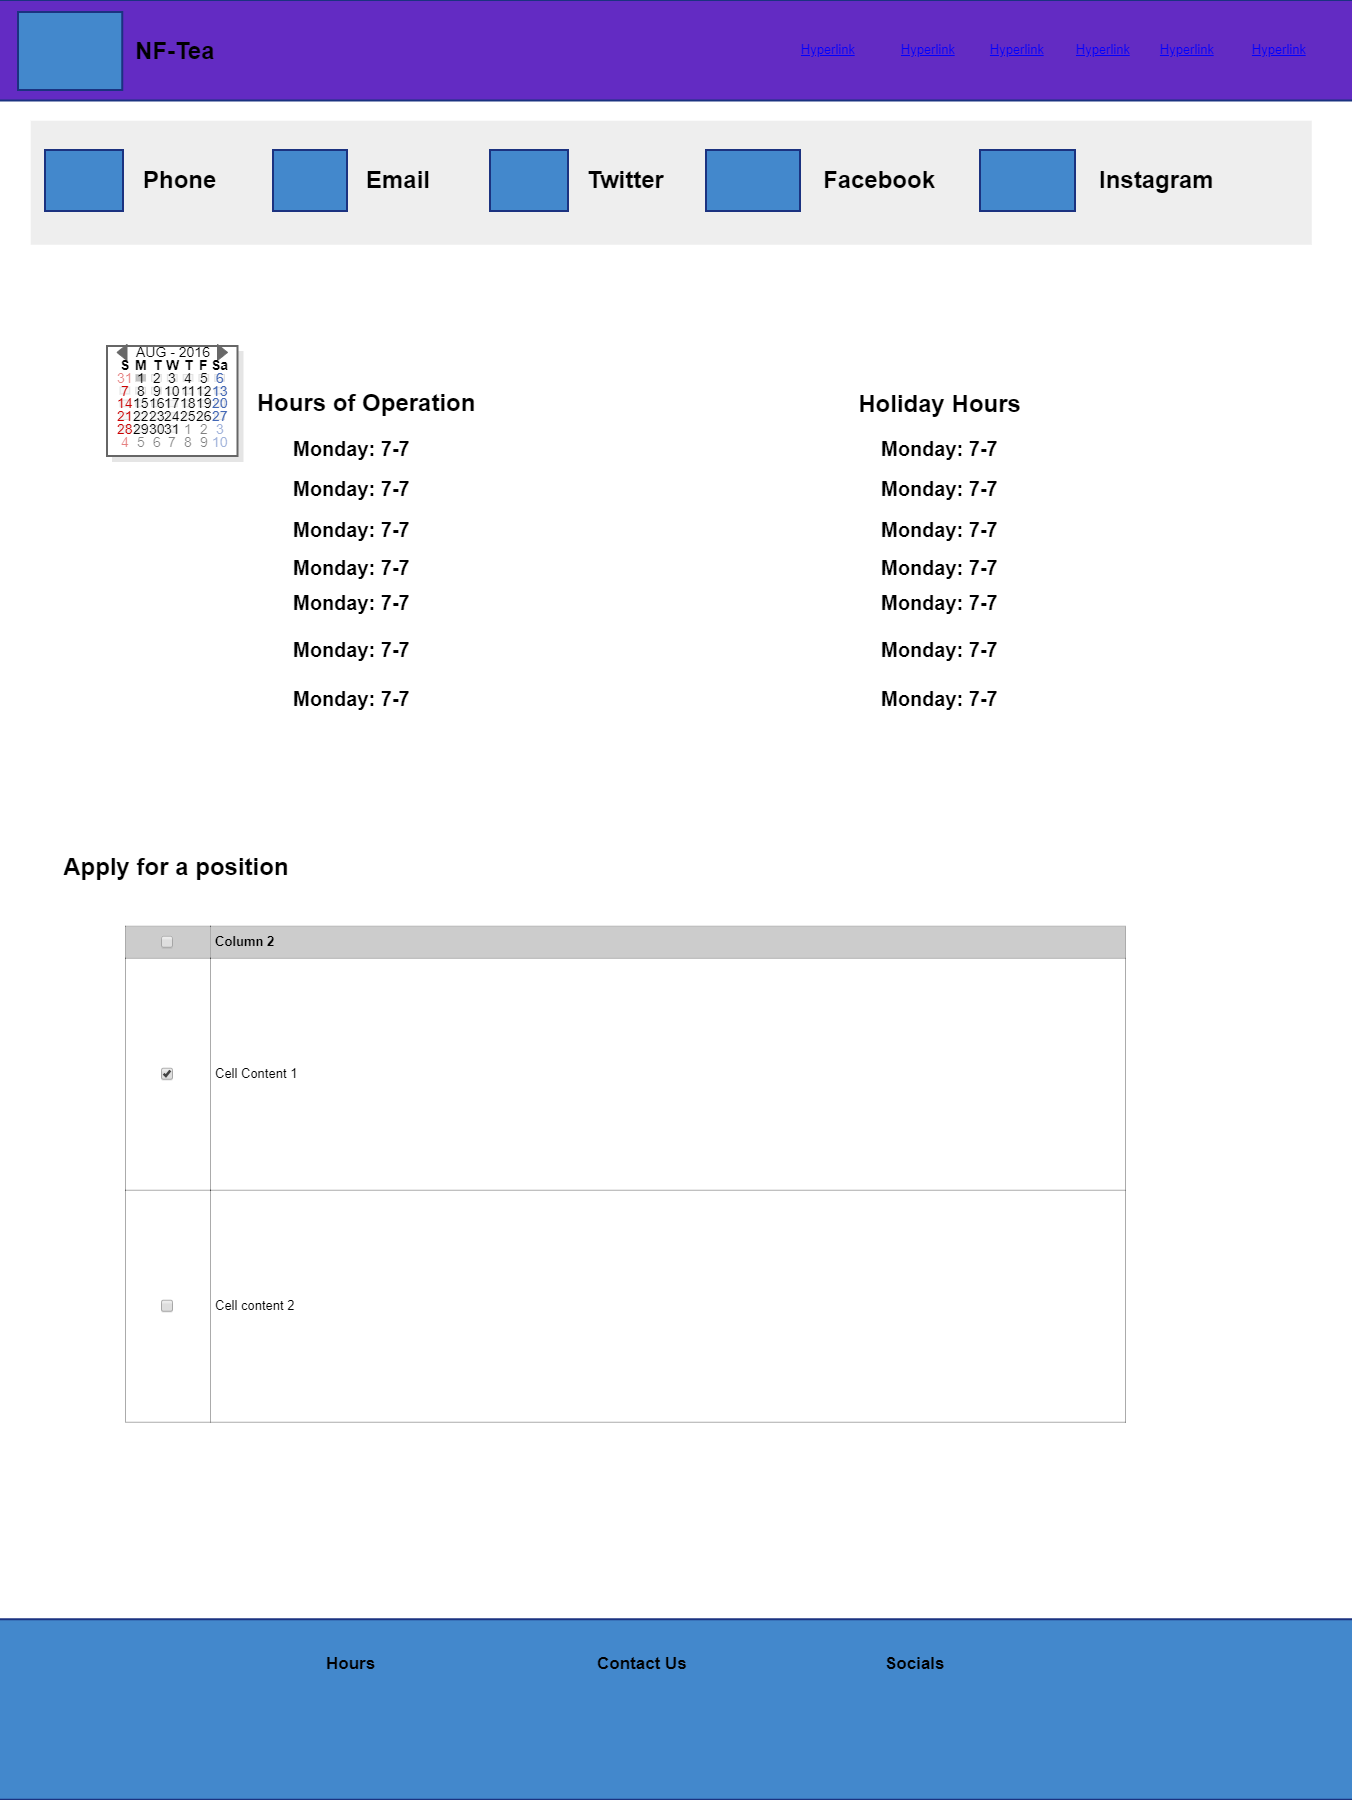 NF-Tea
Hyperlink Hyperlink Hyperlink Hyperlink Hyperlink Hyperlink
Phone Email Twitter Facebook Instagram
AUG - 2016
S M T W T F Sa
31 1 2 3 4 5 6
7 8 9 10 11 12 13
14 15 16 17 18 19 20
21 22 23 24 25 26 27
28 29 30 31 1 2 3
4 5 6 7 8 9 10
Hours of Operation
Monday: 7-7
Monday: 7-7
Monday: 7-7
Monday: 7-7
Monday: 7-7
Monday: 7-7
Monday: 7-7
Holiday Hours
Monday: 7-7
Monday: 7-7
Monday: 7-7
Monday: 7-7
Monday: 7-7
Monday: 7-7
Monday: 7-7
Apply for a position
Column 2
Cell Content 1
Cell content 2
Hours Contact Us Socials